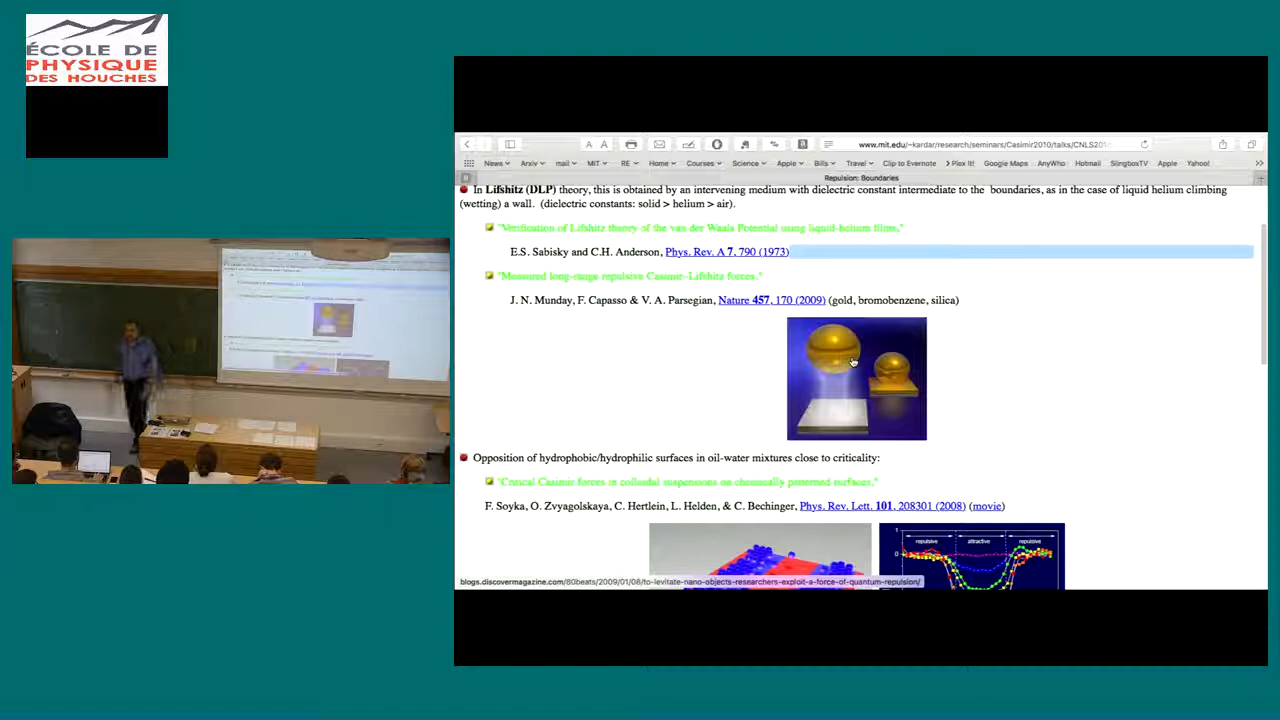 ÉCOLE DE
PHYSIQUE
DES HOUCHES
A A
www.mit.edu/~kardar/research/seminars/Casimir2010/talks/CNLS201
News
Arxiv
mail
MIT
RE
Home
Courses
Science
Apple
Bills
Travel
Clip to Evernote
> Plex It!
Google Maps
AnyWho
Hotmail
SlingboxTV
Apple
Yahoo!
>>
Repulsion: Boundaries
In Lifshitz (DLP) theory, this is obtained by an intervening medium with dielectric constant intermediate to the boundaries, as in the case of liquid helium climbing
(wetting) a wall. (dielectric constants: solid > helium > air).
"Verification of Lifshitz theory of the van der Waals Potential using liquid-helium films,"
E.S. Sabisky and C.H. Anderson, Phys. Rev. A 7, 790 (1973)
"Measured long-range repulsive Casimir–Lifshitz forces."
J. N. Munday, F. Capasso & V. A. Parsegian, Nature 457, 170 (2009) (gold, bromobenzene, silica)
Opposition of hydrophobic/hydrophilic surfaces in oil-water mixtures close to criticality:
"Critical Casimir forces in colloidal suspensions on chemically patterned surfaces,"
F. Soyka, O. Zvyagolskaya, C. Hertlein, L. Helden, & C. Bechinger, Phys. Rev. Lett. 101, 208301 (2008) (movie)
1
repulsive
attractive
repulsive
0
blogs.discovermagazine.com/80beats/2009/01/08/to-levitate-nano-objects-researchers-exploit-a-force-of-quantum-repulsion/